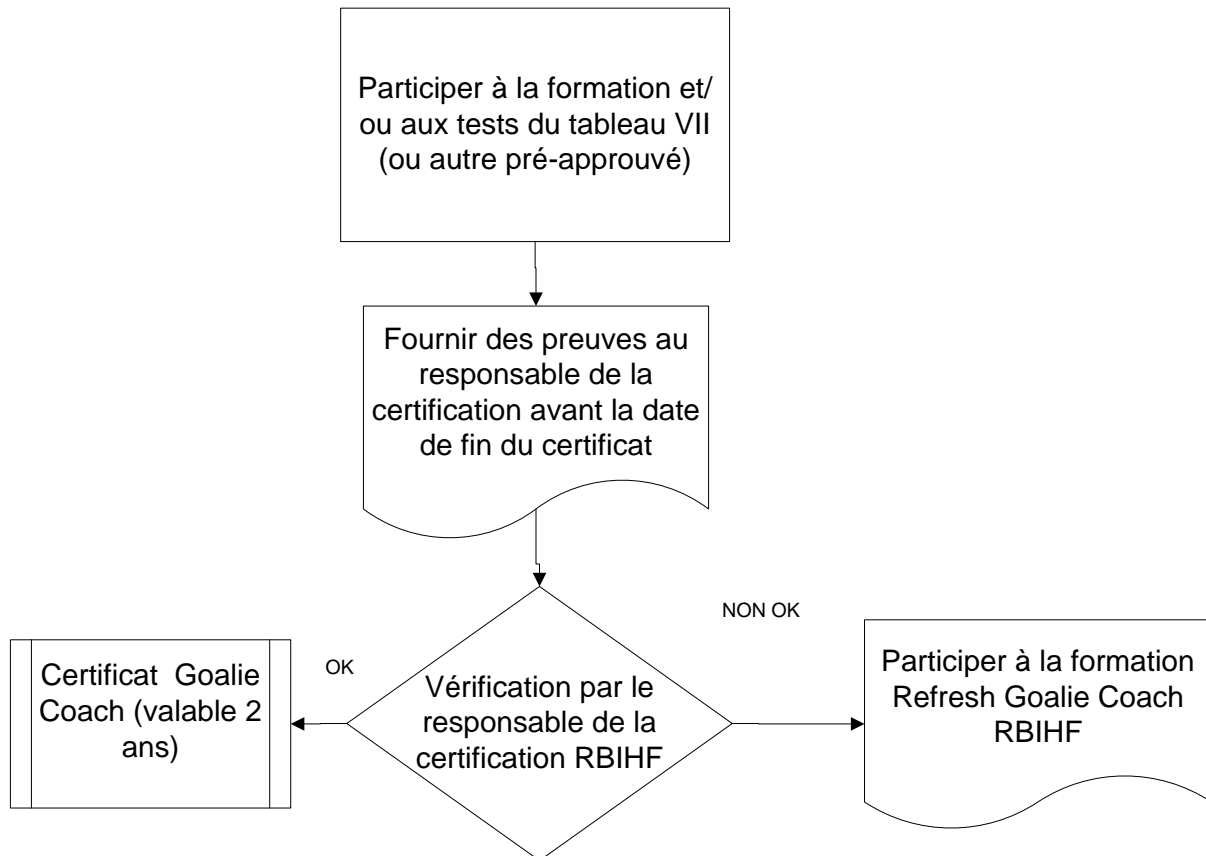 Participer à la formation et/
ou aux tests du tableau VII
(ou autre pré-approuvé)
Fournir des preuves au
responsable de la
certification avant la date
de fin du certificat
NON OK
OK
Certificat  Goalie
Coach (valable 2
ans)
Vérification par le
responsable de la
certification RBIHF
Participer à la formation
Refresh Goalie Coach
RBIHF